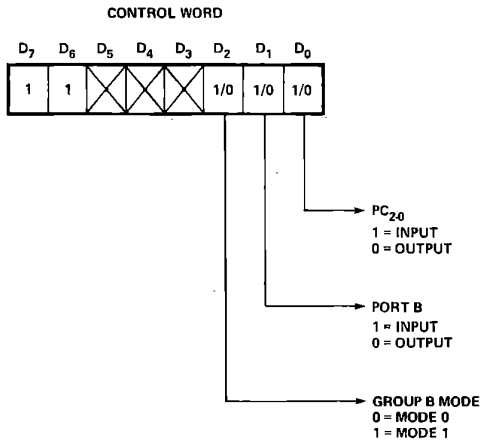 CONTROL WORD
D7 D6 D5 D4 D3 D2 D1 D0
1 1 1/0 1/0 1/0
PC2-0
1 = INPUT
0 = OUTPUT
PORT B
1 = INPUT
0 = OUTPUT
GROUP B MODE
0 = MODE 0
1 = MODE 1